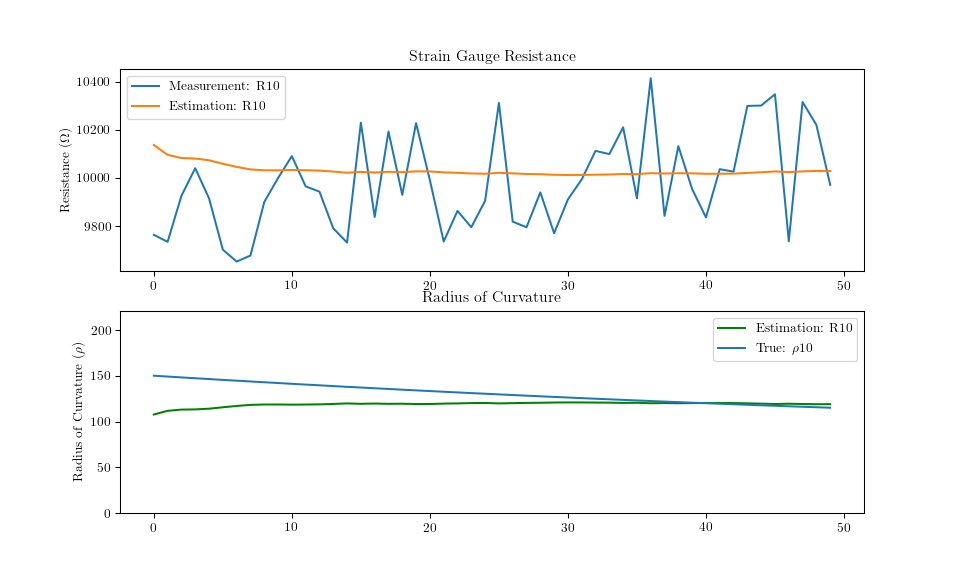 Strain Gauge Resistance
Resistance (Ω)
10400
10200
10000
9800
Measurement: R10
Estimation: R10
0 10 20 30 40 50
Radius of Curvature
Radius of Curvature (ρ)
200
150
100
50
0
Estimation: R10
True: ρ10
0 10 20 30 40 50